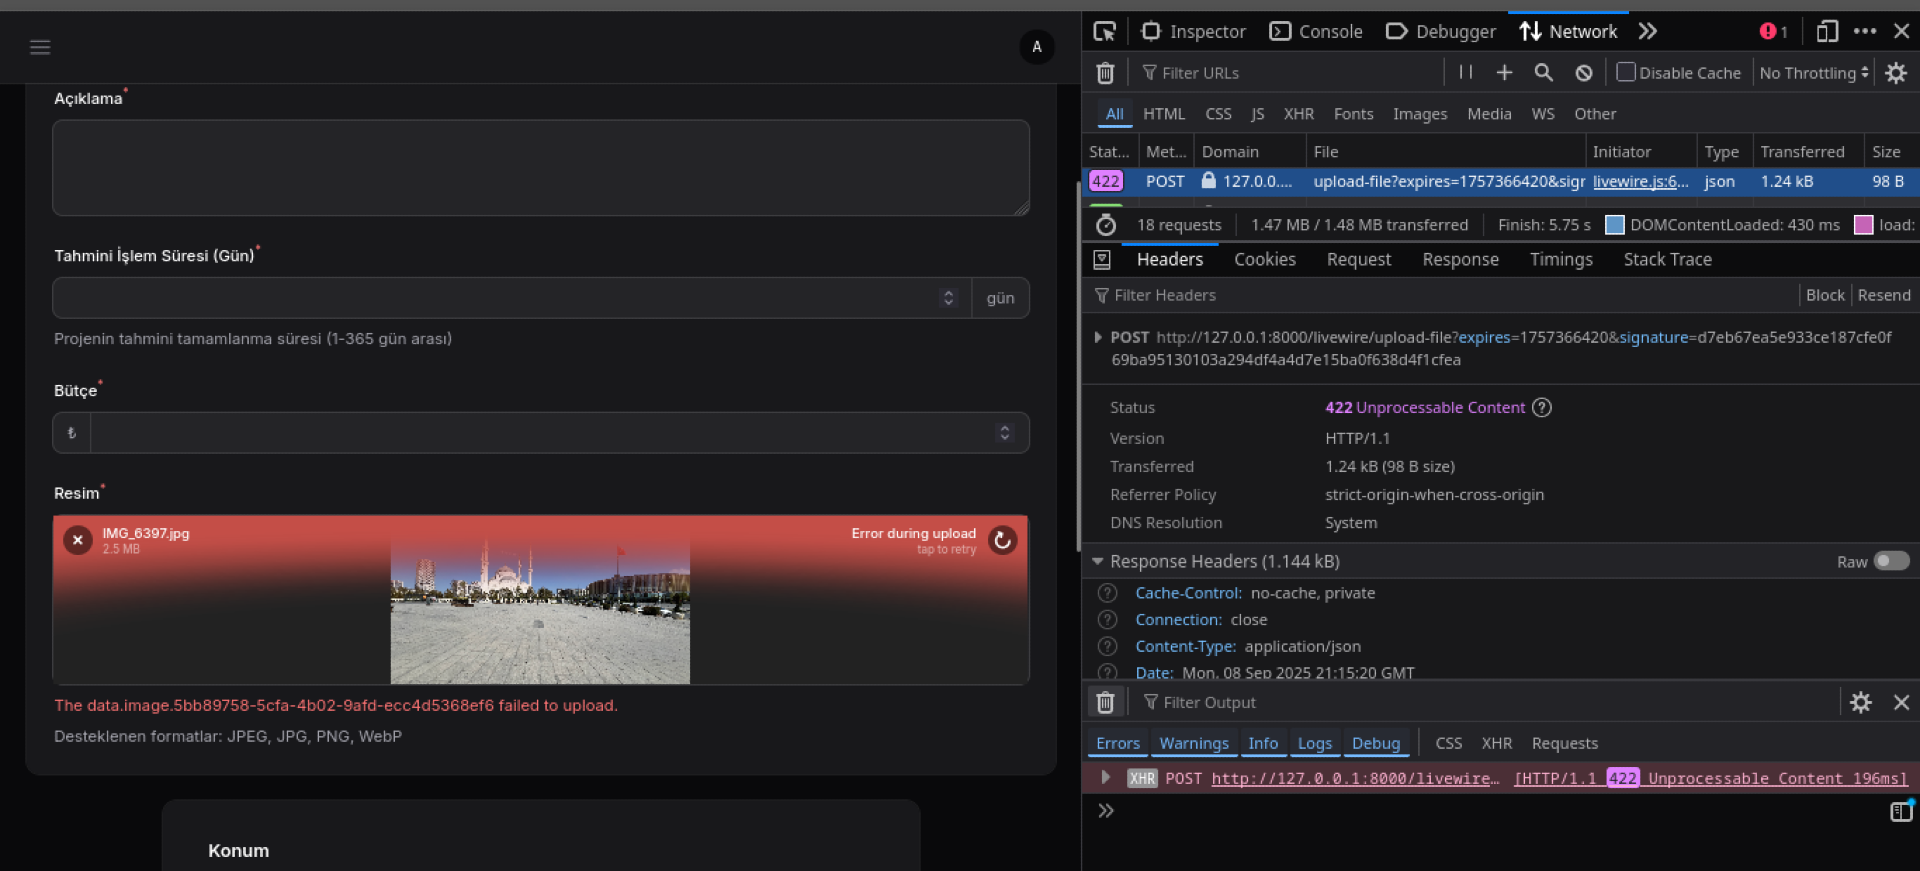 A
Açıklama*
Tahmini İşlem Süresi (Gün)*
gün
Projenin tahmini tamamlanma süresi (1-365 gün arası)
Bütçe*
₺
Resim*
IMG_6397.jpg
2.5 MB
Error during upload
tap to retry
The data.image.5bb89758-5cfa-4b02-9afd-ecc4d5368ef6 failed to upload.
Desteklenen formatlar: JPEG, JPG, PNG, WebP
Konum
Inspector Console Debugger Network 1
Filter URLs Disable Cache No Throttling
All HTML CSS JS XHR Fonts Images Media WS Other
Stat... Met... Domain File Initiator Type Transferred Size
422 POST 127.0.0.... upload-file?expires=1757366420&sigr livewire.js:6... json 1.24 kB 98 B
18 requests 1.47 MB / 1.48 MB transferred Finish: 5.75 s DOMContentLoaded: 430 ms load:
Headers Cookies Request Response Timings Stack Trace
Filter Headers Block Resend
POST http://127.0.0.1:8000/livewire/upload-file?expires=1757366420&signature=d7eb67ea5e933ce187cfe0f
69ba95130103a294df4a4d7e15ba0f638d4f1cfea
Status 422 Unprocessable Content ?
Version HTTP/1.1
Transferred 1.24 kB (98 B size)
Referrer Policy strict-origin-when-cross-origin
DNS Resolution System
Response Headers (1.144 kB) Raw
? Cache-Control: no-cache, private
? Connection: close
? Content-Type: application/json
? Date: Mon, 08 Sep 2025 21:15:20 GMT
Filter Output
Errors Warnings Info Logs Debug CSS XHR Requests
XHR POST http://127.0.0.1:8000/livewire… [HTTP/1.1 422 Unprocessable Content 196ms]